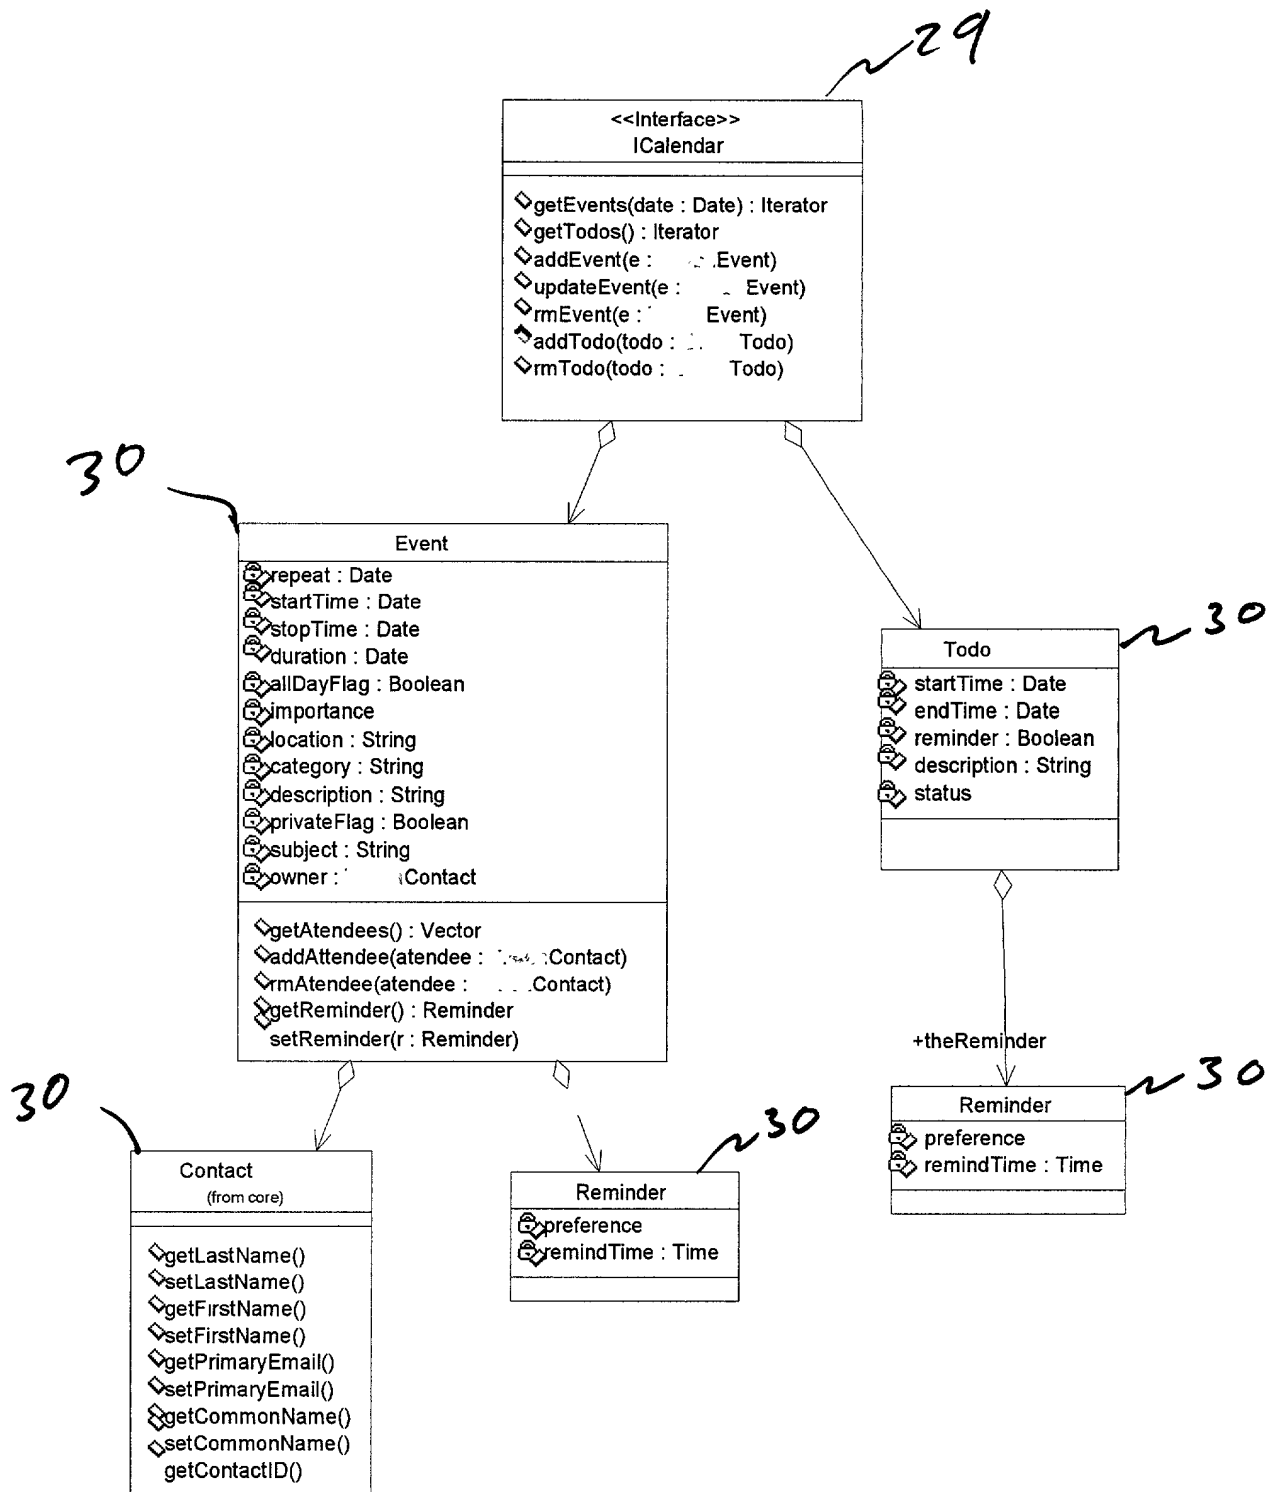 29
<<Interface>>
ICalendar
getEvents(date : Date) : Iterator
getTodos() : Iterator
addEvent(e : Event)
updateEvent(e : Event)
rmEvent(e : Event)
addTodo(todo : Todo)
rmTodo(todo : Todo)
30
Event
repeat : Date
startTime : Date
stopTime : Date
duration : Date
allDayFlag : Boolean
importance
location : String
category : String
description : String
privateFlag : Boolean
subject : String
owner : Contact
getAtendees() : Vector
addAttendee(atendee : Contact)
rmAtendee(atendee : Contact)
getReminder() : Reminder
setReminder(r : Reminder)
30
Todo
startTime : Date
endTime : Date
reminder : Boolean
description : String
status
+theReminder
30
Contact
(from core)
getLastName()
setLastName()
getFirstName()
setFirstName()
getPrimaryEmail()
setPrimaryEmail()
getCommonName()
setCommonName()
getContactID()
30
Reminder
preference
remindTime : Time
30
Reminder
preference
remindTime : Time